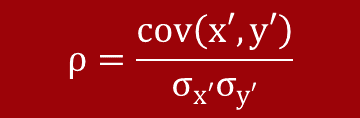 ρ = cov(x′,y′) / σx′σy′